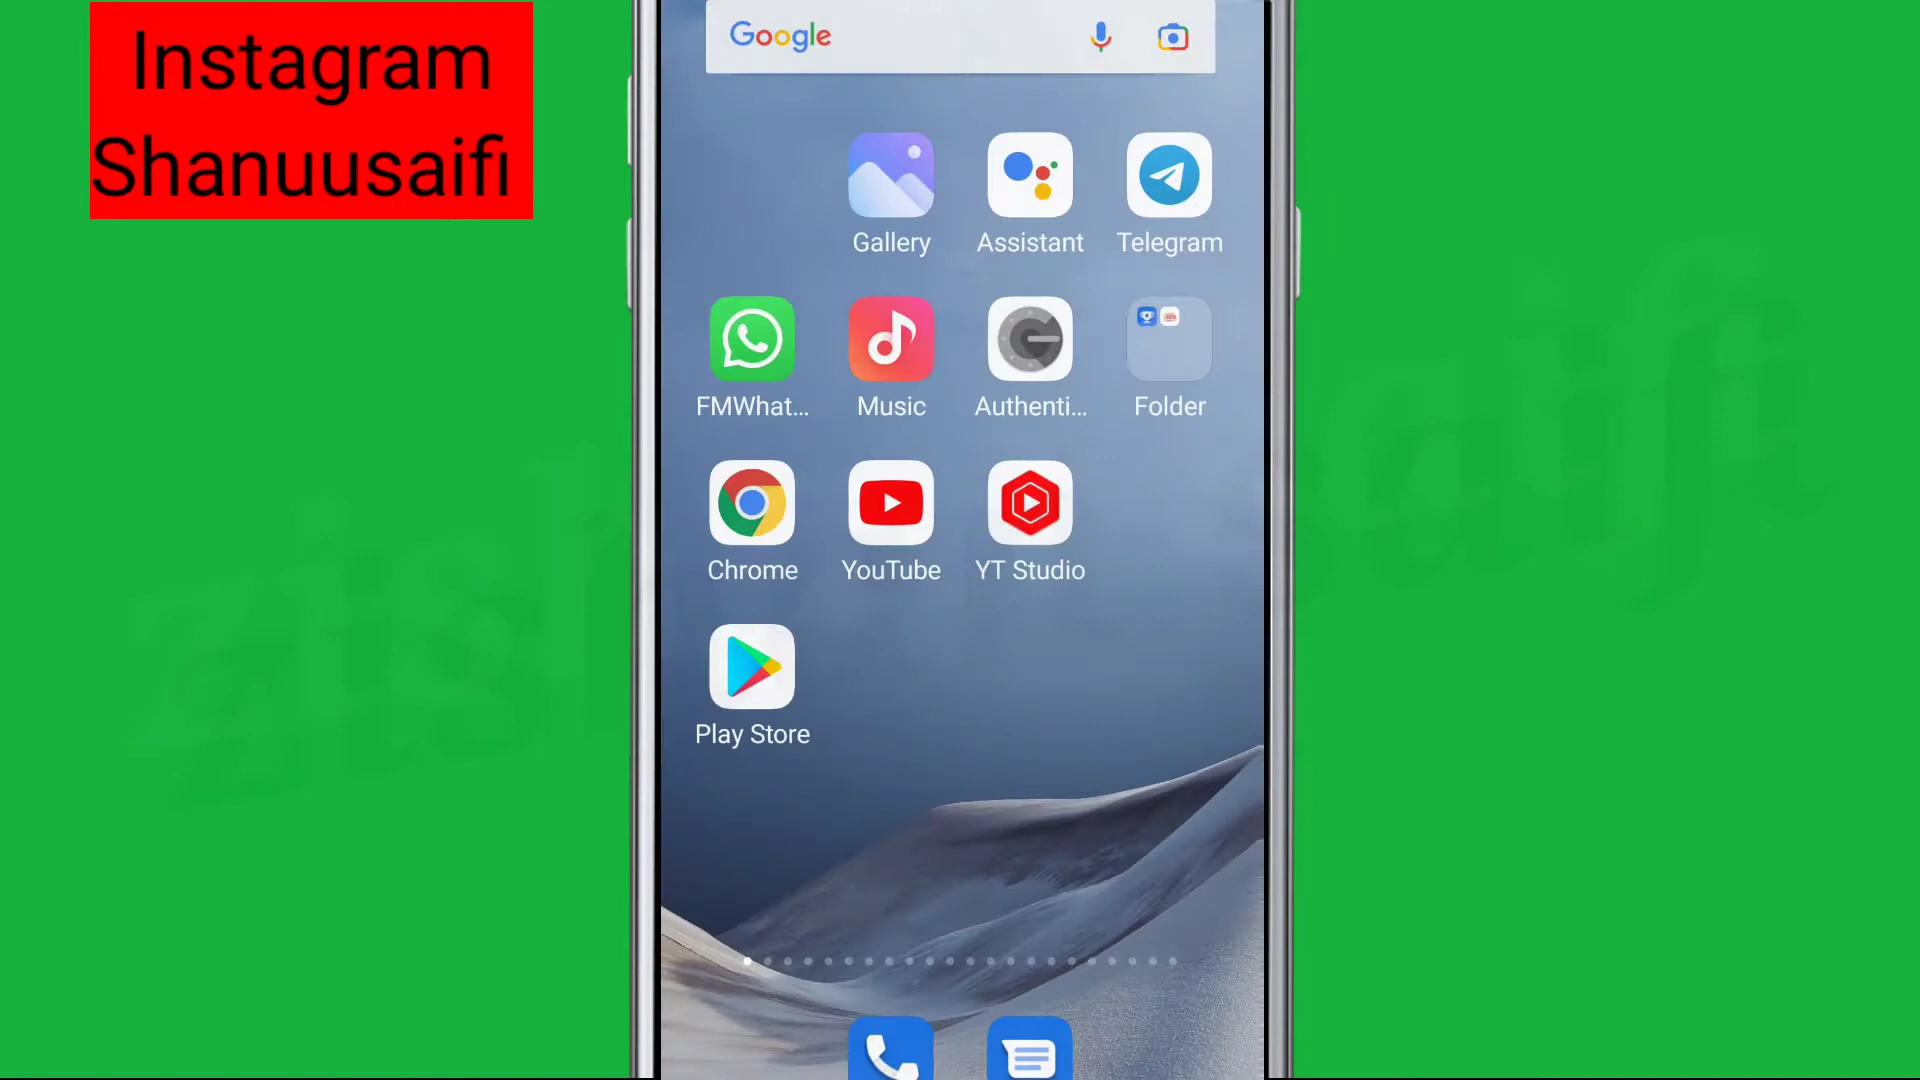 Instagram
Shanuusaifi
Google
Gallery
Assistant
Telegram
FMWhat...
Music
Authenti...
Folder
Chrome
YouTube
YT Studio
Play Store